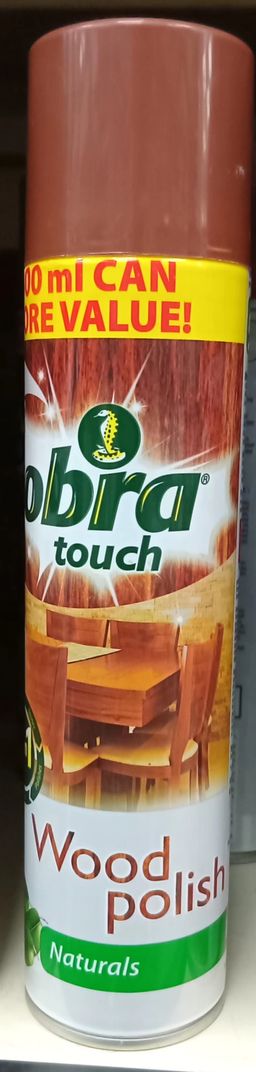 00 ml CAN
ORE VALUE!
obra®
touch
Wood
polish
Naturals